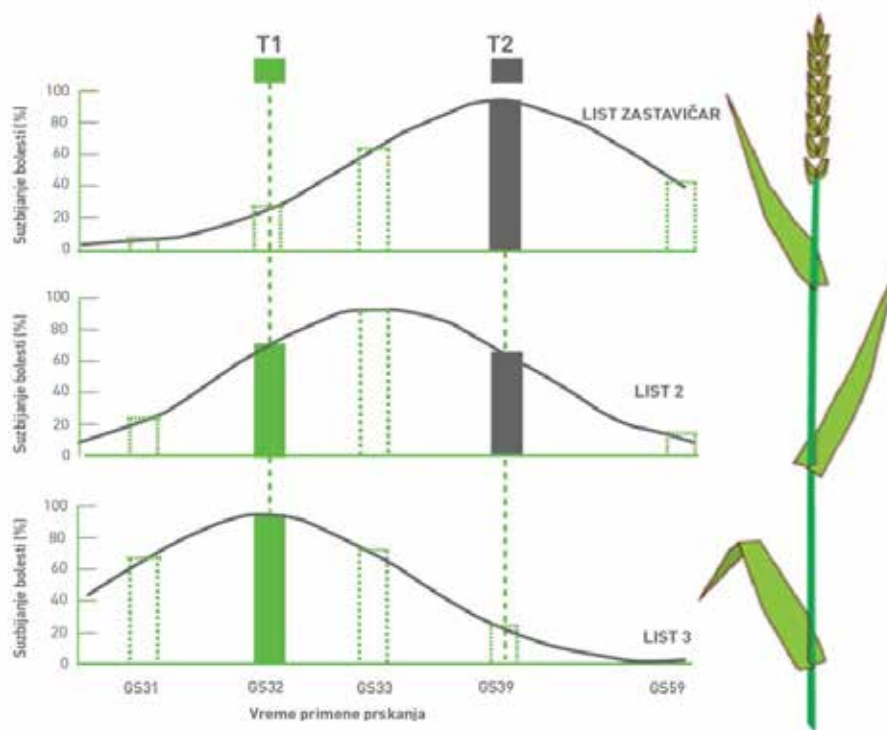 T1 T2
Suzbijanje bolesti (%)
100
80
60
40
20
0
LIST ZASTAVIČAR
Suzbijanje bolesti (%)
100
80
60
40
20
0
LIST 2
Suzbijanje bolesti (%)
100
80
60
40
20
0
LIST 3
GS31 GS32 GS33 GS39 GS59
Vreme primene prskanja